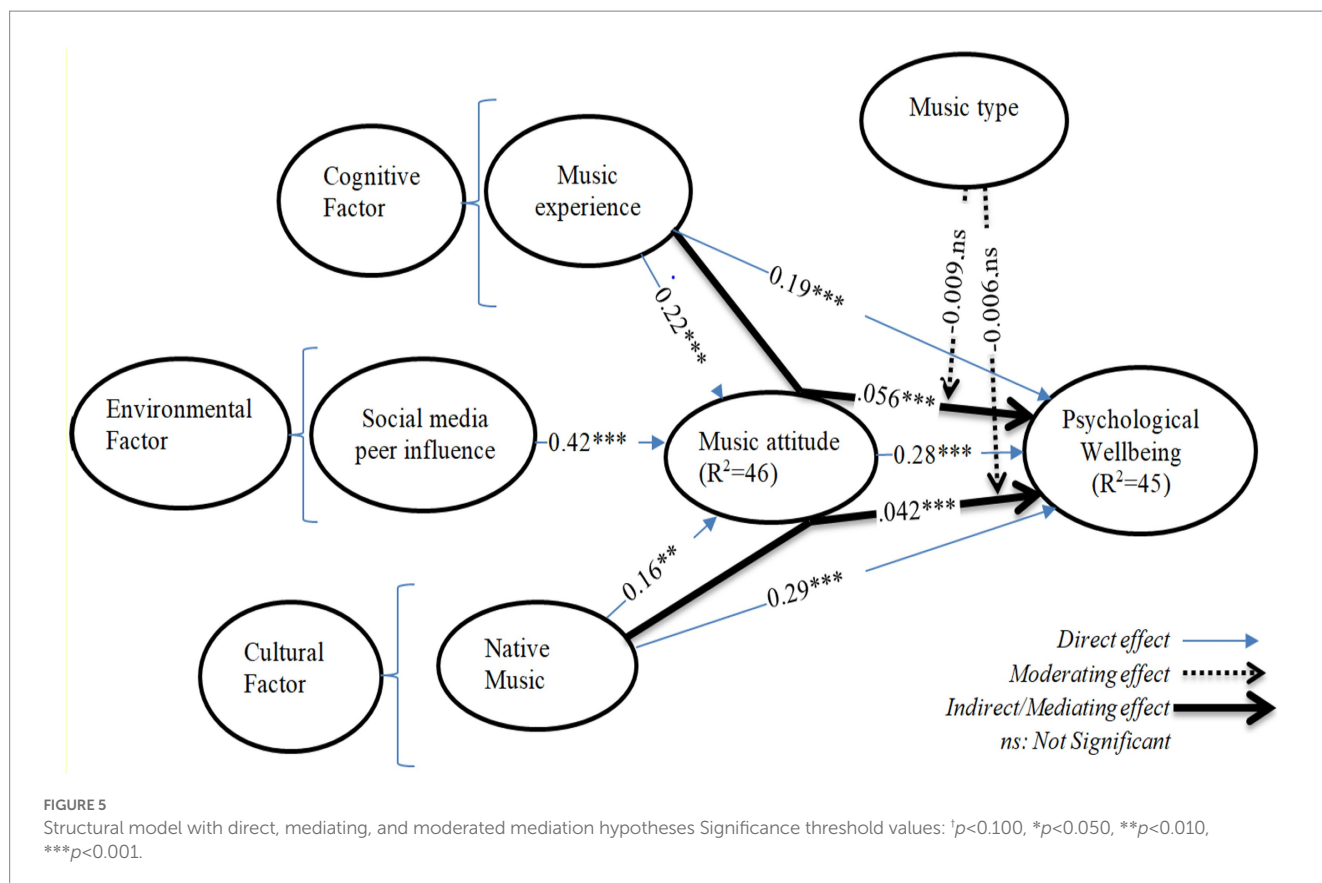 Music type
Cognitive
Factor
Music
experience
0.19***
0.22***
-0.009.ns
-0.006.ns
Environmental
Factor
Social media
peer influence
0.42***
Music attitude
(R²=46)
.056***
0.28***
.042***
Psychological
Wellbeing
(R²=45)
0.16**
0.29***
Cultural
Factor
Native
Music
Direct effect
Moderating effect
Indirect/Mediating effect
ns: Not Significant
FIGURE 5
Structural model with direct, mediating, and moderated mediation hypotheses Significance threshold values: †p<0.100, *p<0.050, **p<0.010,
***p<0.001.